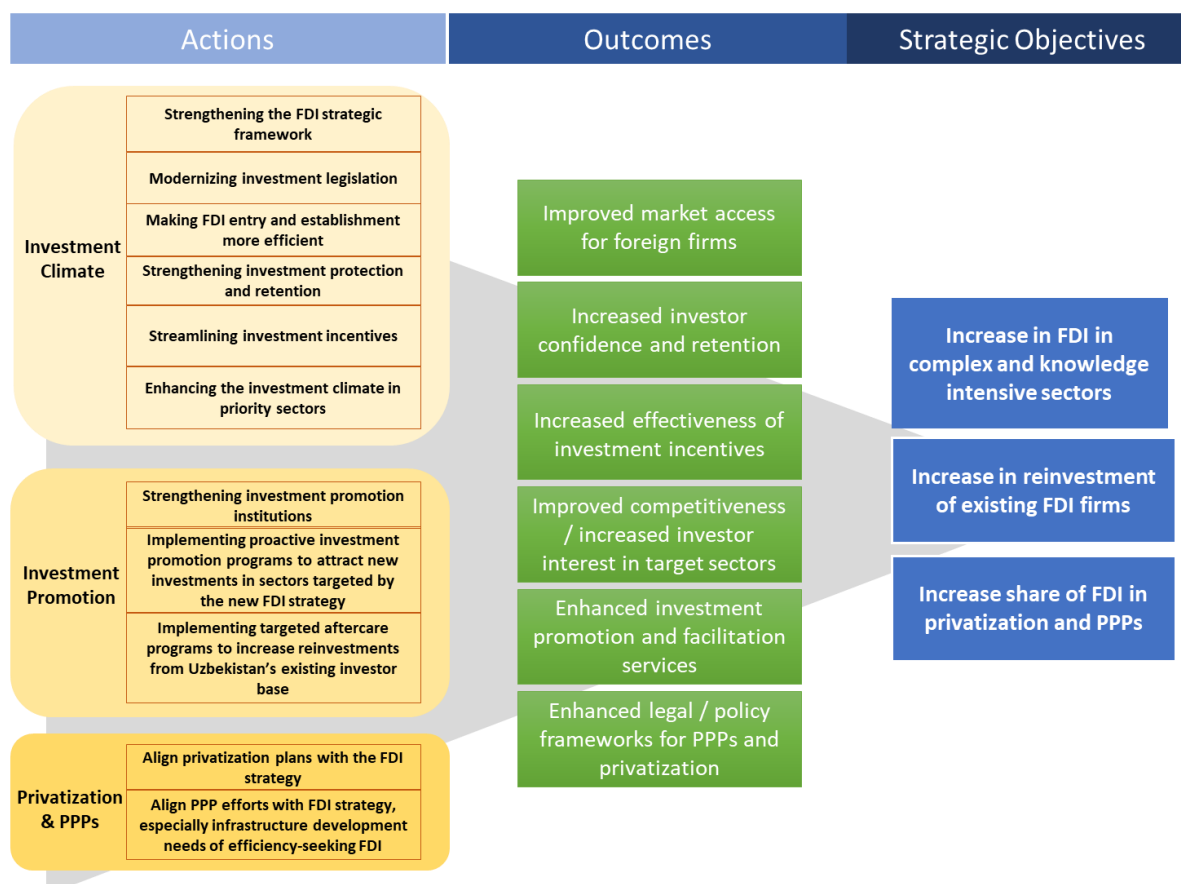 Actions
Outcomes
Strategic Objectives
Investment
Climate
Strengthening the FDI strategic
framework
Modernizing investment legislation
Making FDI entry and establishment
more efficient
Strengthening investment protection
and retention
Streamlining investment incentives
Enhancing the investment climate in
priority sectors
Investment
Promotion
Strengthening investment promotion
institutions
Implementing proactive investment
promotion programs to attract new
investments in sectors targeted by
the new FDI strategy
Implementing targeted aftercare
programs to increase reinvestments
from Uzbekistan’s existing investor
base
Privatization
& PPPs
Align privatization plans with the FDI
strategy
Align PPP efforts with FDI strategy,
especially infrastructure development
needs of efficiency-seeking FDI
Improved market access
for foreign firms
Increased investor
confidence and retention
Increased effectiveness of
investment incentives
Improved competitiveness
/ increased investor
interest in target sectors
Enhanced investment
promotion and facilitation
services
Enhanced legal / policy
frameworks for PPPs and
privatization
Increase in FDI in
complex and knowledge
intensive sectors
Increase in reinvestment
of existing FDI firms
Increase share of FDI in
privatization and PPPs